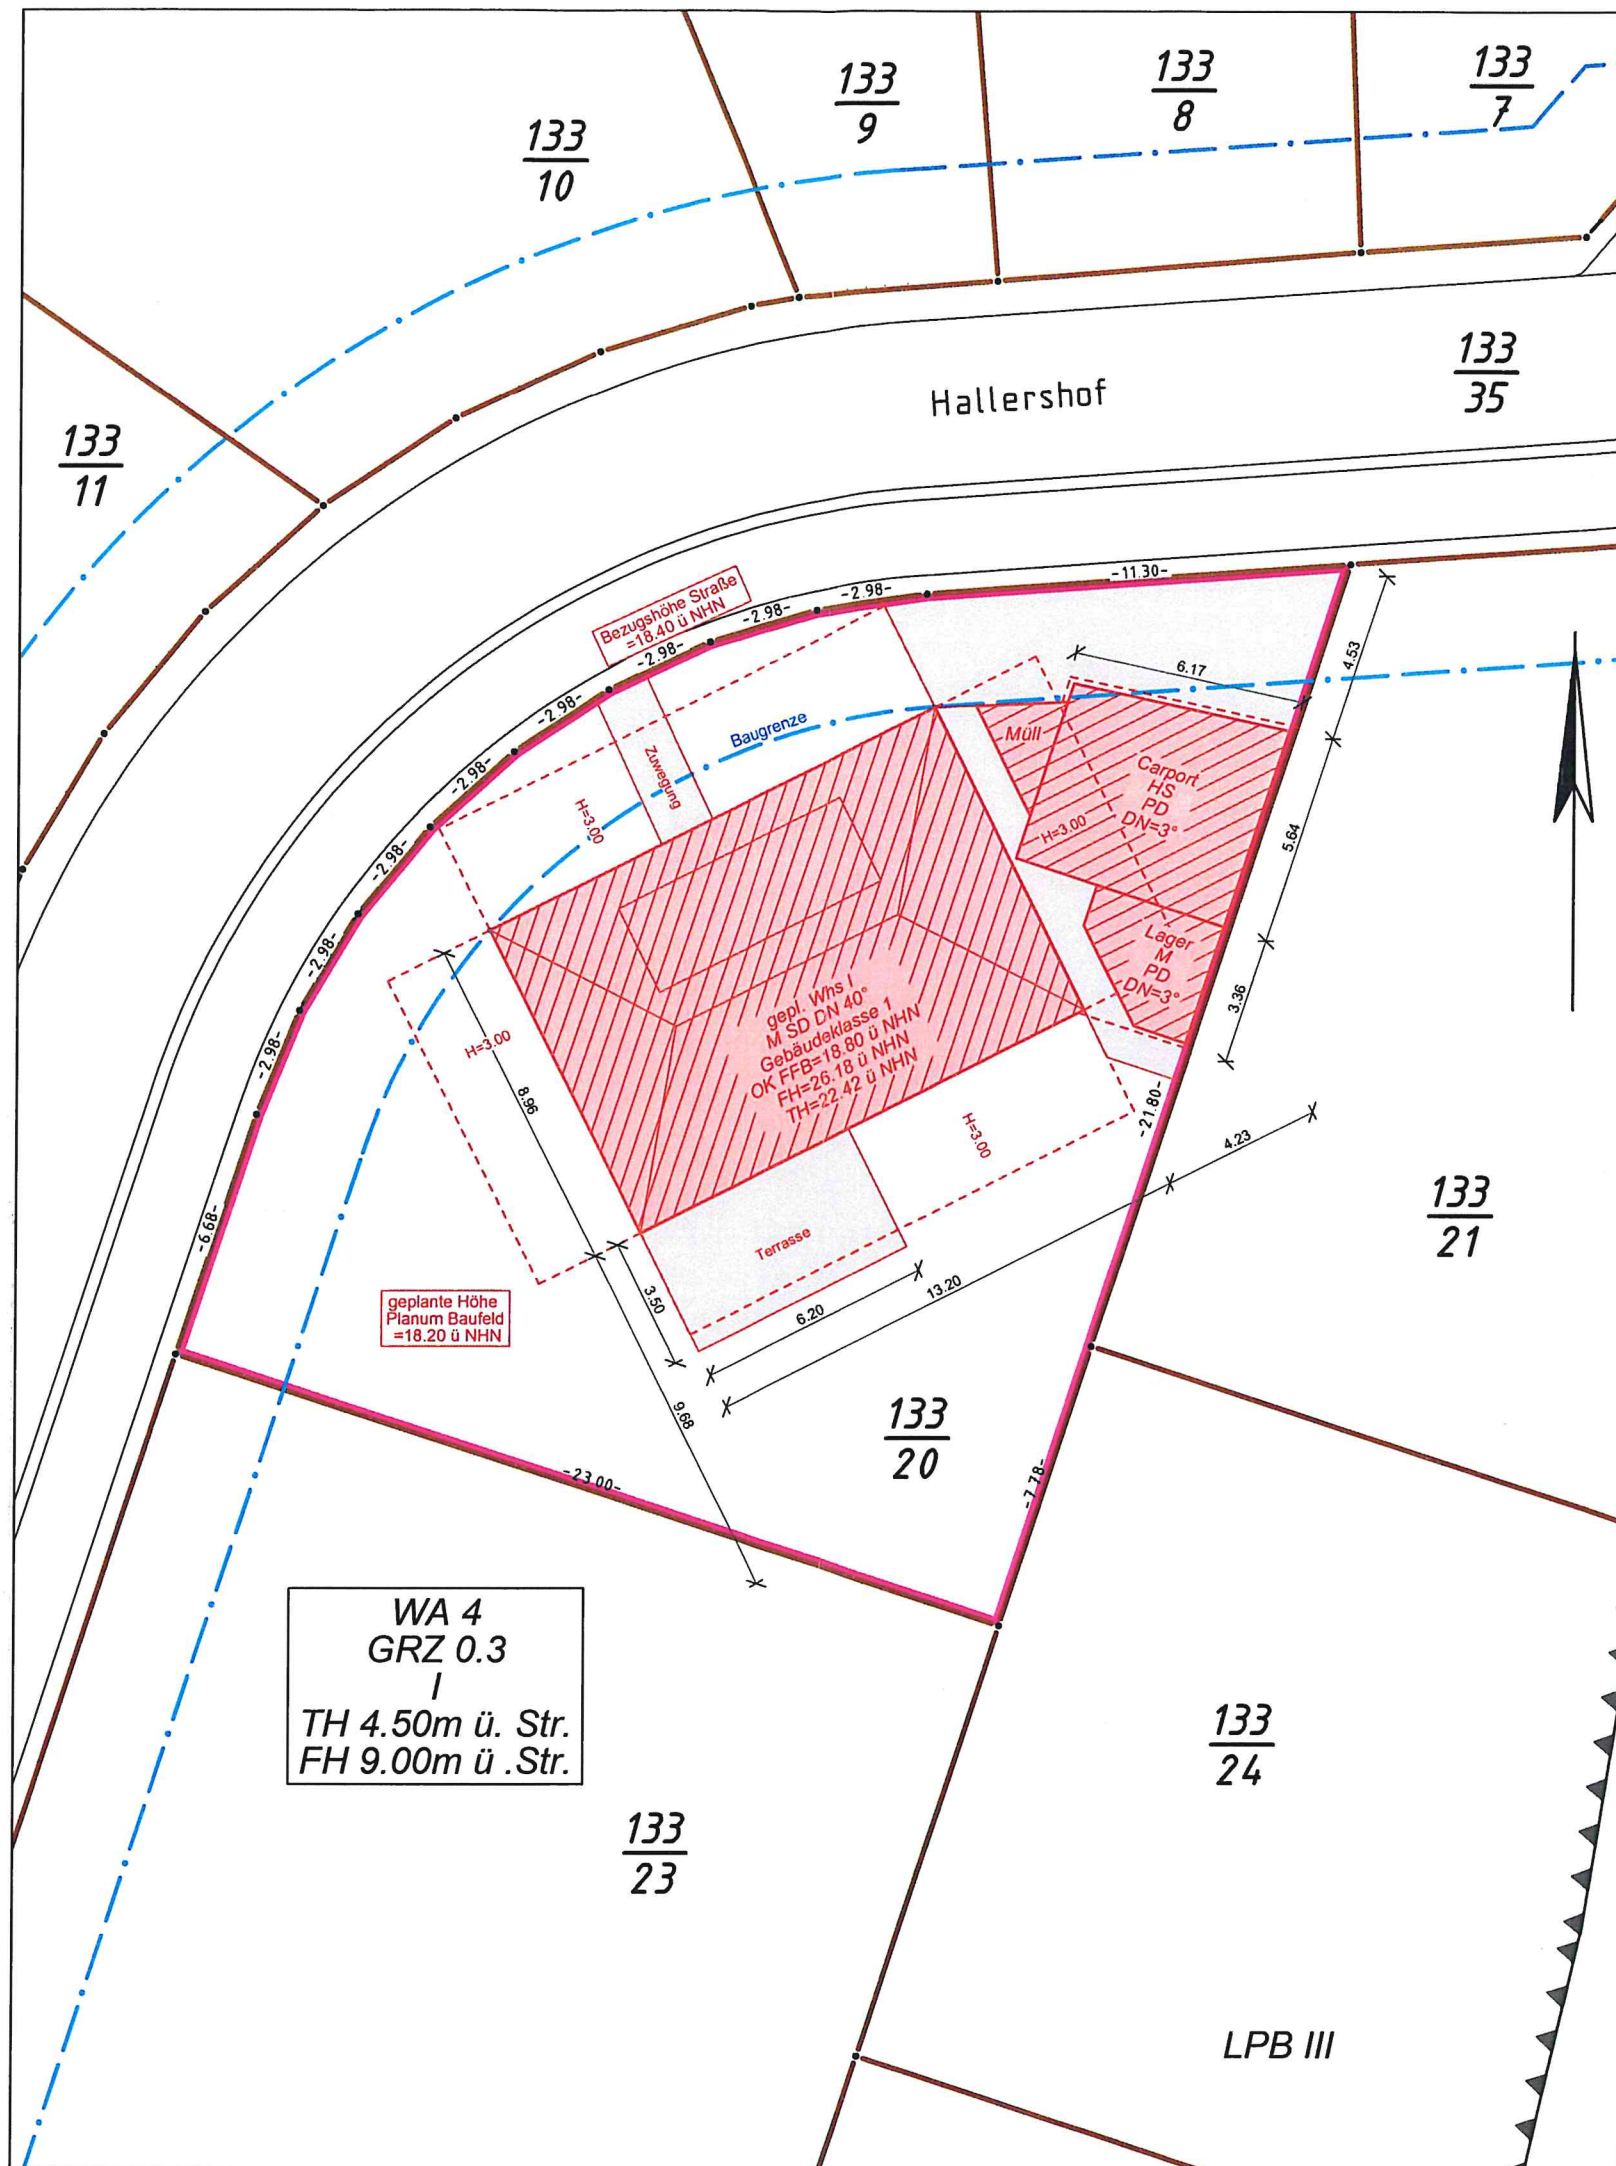 133
7
133
8
133
9
133
10
133
35
Hallershof
133
11
-11.30-
Bezugshöhe Straße
=18.40 ü NHN
-2.98-
-2.98-
-2.98-
-2.98-
-2.98-
-2.98-
-2.98-
-2.98-
-6.68-
4.53
6.17
Baugrenze
Zuwegung
Müll
Carport
HS
PD
DN=3°
H=3.00
H=3.00
5.64
Lager
M
PD
DN=3°
3.36
H=3.00
8.96
gepl. Whs I
M SD DN 40°
Gebäudeklasse 1
OK FFB=18.80 ü NHN
FH=26.18 ü NHN
TH=22.42 ü NHN
H=3.00
-21.80-
4.23
133
21
Terrasse
3.50
6.20
13.20
geplante Höhe
Planum Baufeld
=18.20 ü NHN
9.68
133
20
-23.00-
-7.78-
WA 4
GRZ 0.3
I
TH 4.50m ü. Str.
FH 9.00m ü .Str.
133
24
133
23
LPB III